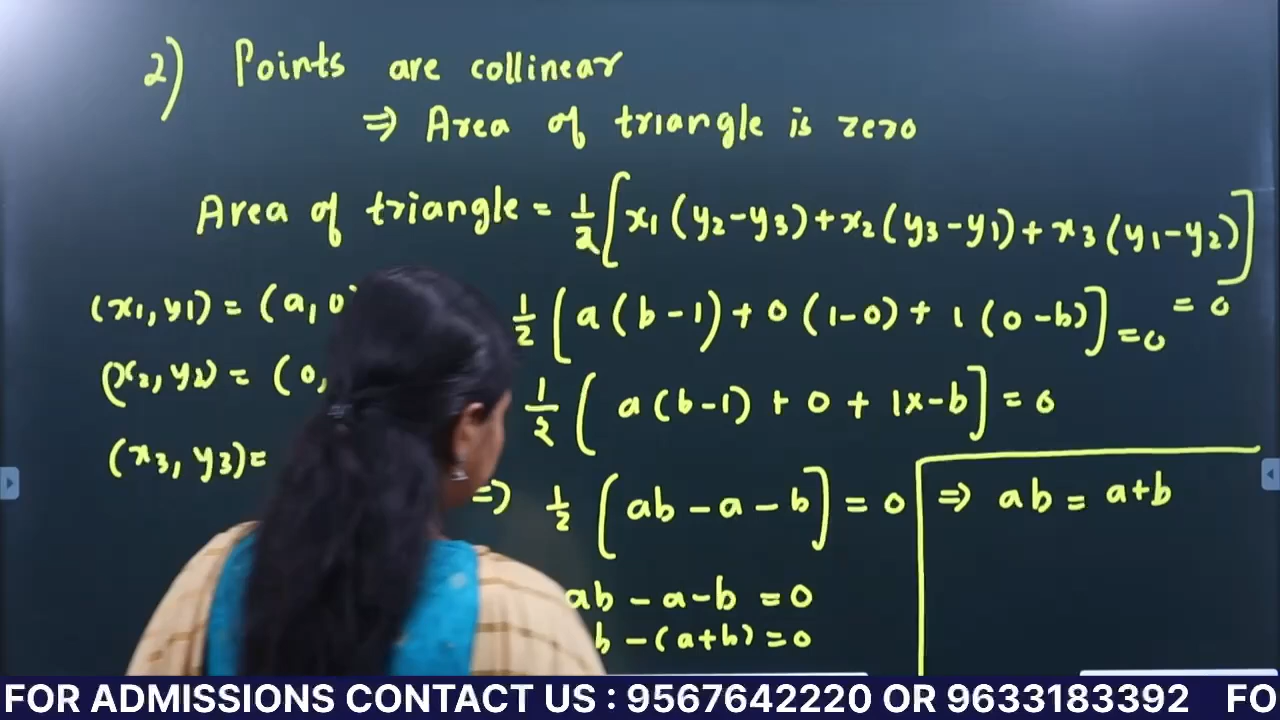 2) Points are collinear
⇒ Area of triangle is zero
Area of triangle = 1/2 [x1 (y2-y3) + x2 (y3-y1) + x3 (y1-y2)] = 0
(x1, y1) = (a, 0
1/2 [a (b-1) + 0 (1-0) + 1 (0-b)] = 0
(x2, y2) = (0,
1/2 [a (b-1) + 0 + 1x-b] = 0
(x3, y3) =
⇒ 1/2 [ab - a - b] = 0
⇒ ab = a+b
ab - a - b = 0
b - (a+b) = 0
FOR ADMISSIONS CONTACT US : 9567642220 OR 9633183392 FO